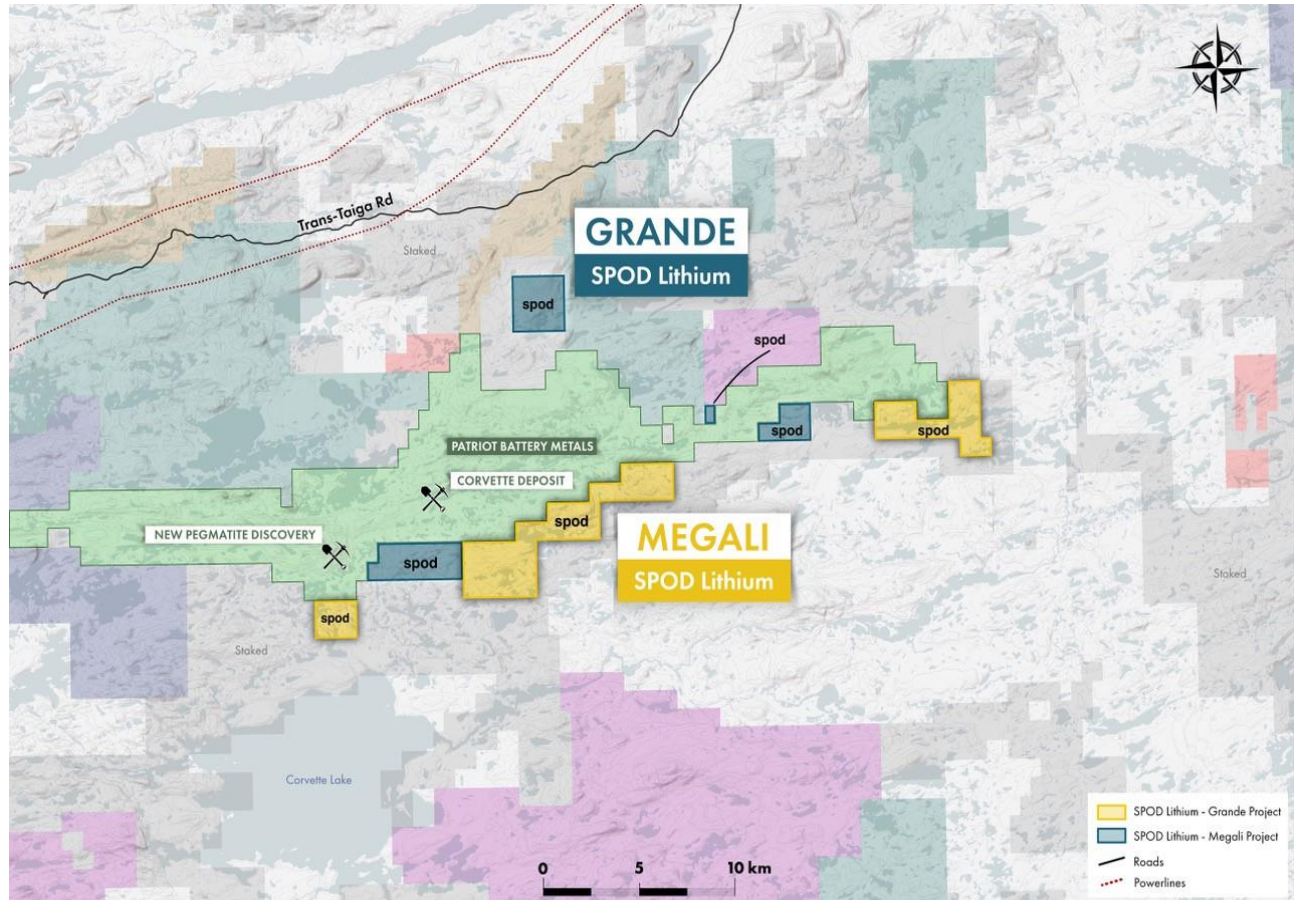 Trans-Taiga Rd
Staked
GRANDE
SPOD Lithium
spod
spod
spod
spod
PATRIOT BATTERY METALS
CORVETTE DEPOSIT
NEW PEGMATITE DISCOVERY
spod
spod
MEGALI
SPOD Lithium
spod
Staked
Staked
Corvette Lake
0 5 10 km
SPOD Lithium - Grande Project
SPOD Lithium - Megali Project
Roads
Powerlines